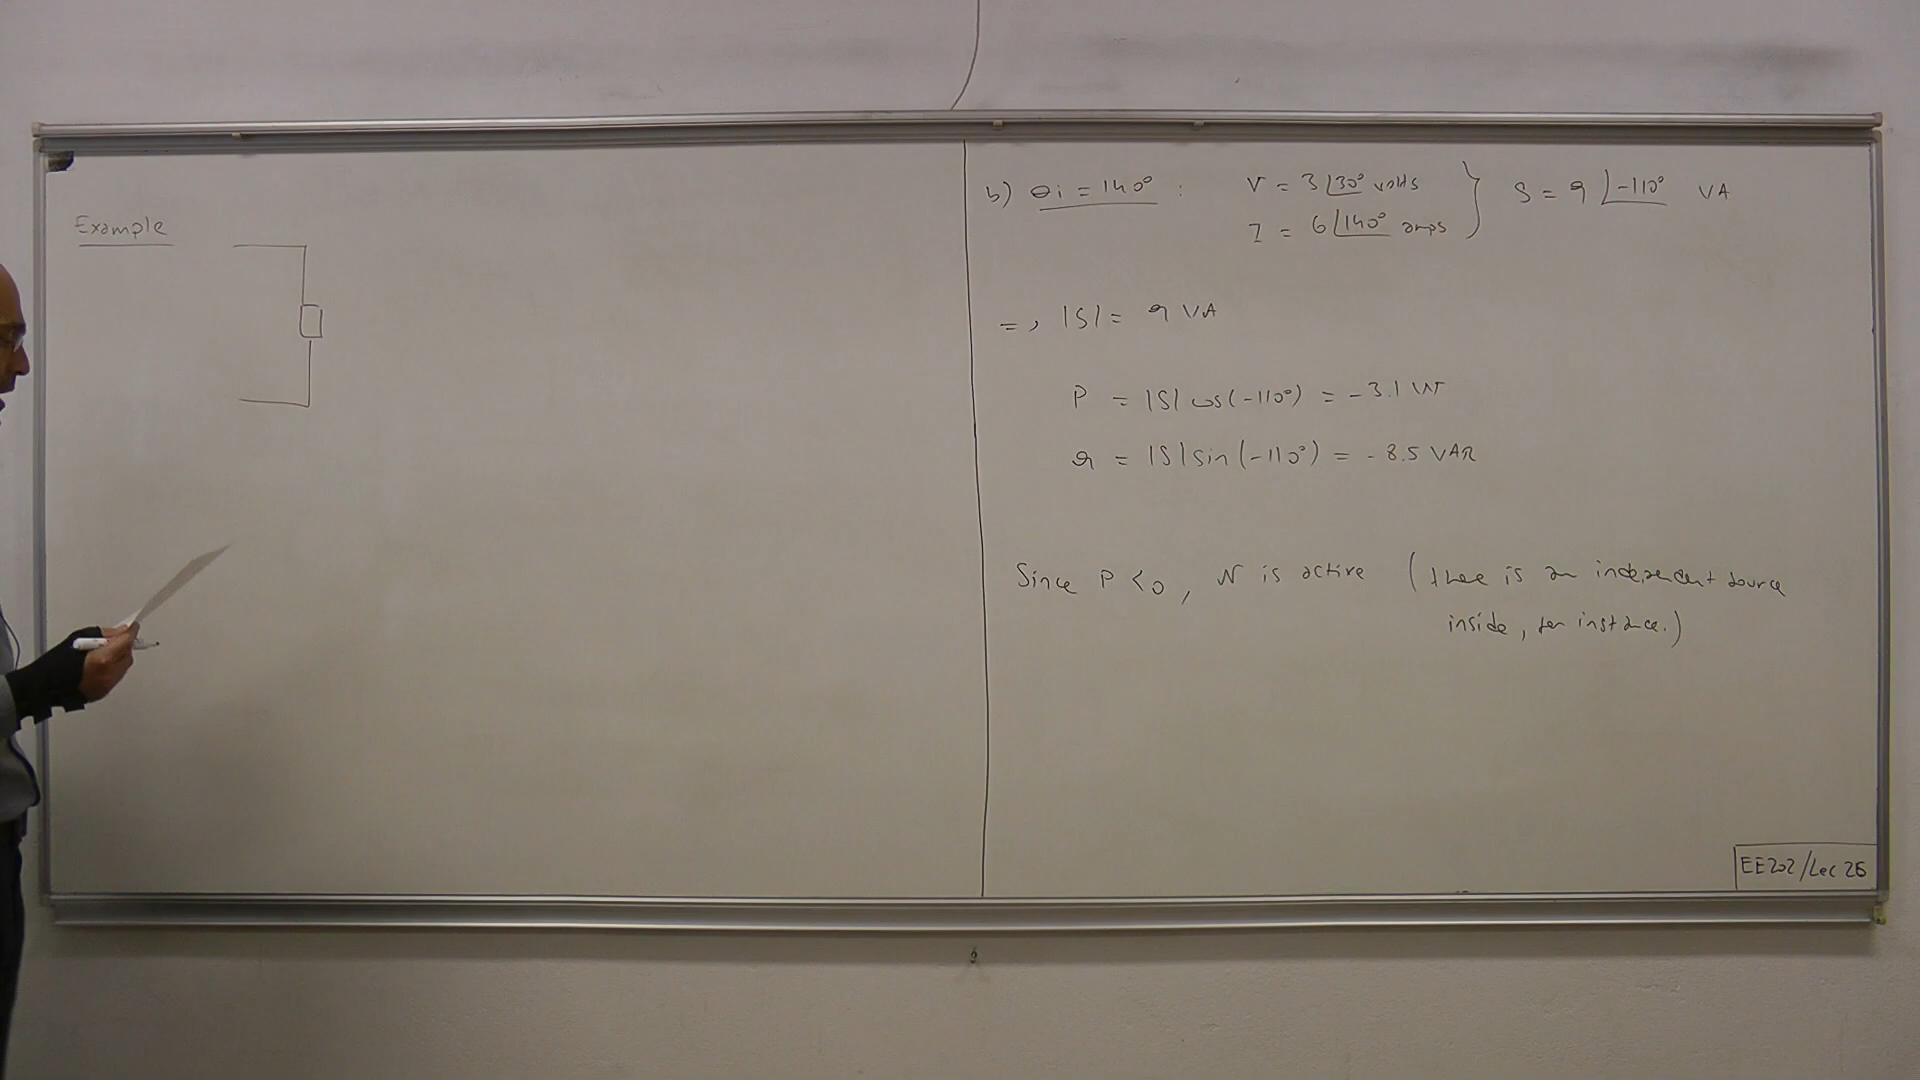 Example
b) θi = 140° : V = 3∠30° volts } S = 9∠-110° VA
I = 6∠140° amps
=> |S| = 9 VA
P = |S| cos(-110°) = -3.1 W
Q = |S| sin(-110°) = -8.5 VAR
Since P < 0, N is active (there is an independent source
inside, for instance.)
EE202/Lec 26